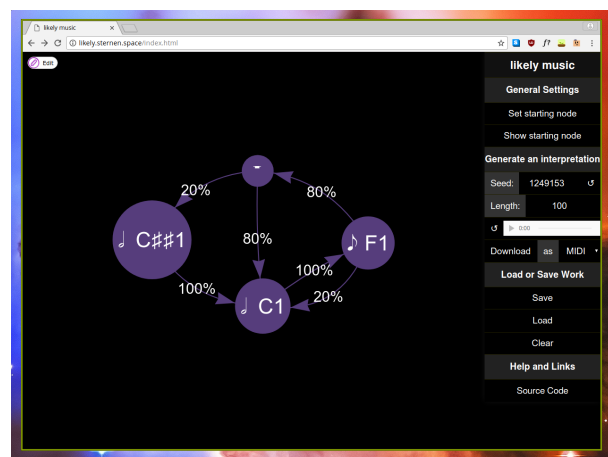 likely music
likely.sternen.space/index.html
f?
Edit
likely music
General Settings
Set starting node
Show starting node
Generate an interpretation
Seed: 1249153 ↺
Length: 100
↺ 0:00
Download as MIDI
Load or Save Work
Save
Load
Clear
Help and Links
Source Code
20%
80%
𝅗𝅥 C♯♯1
80%
♪ F1
100%
100%
20%
𝅗𝅥 C1